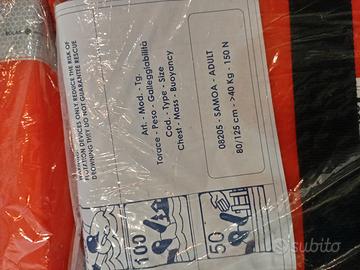 WARNING DEVICES ONLY REDUCE THE RISK OF
DROWNING THEY DO NOT GUARANTEE RESCUE
Art. - Mod. - Tg.
Torace - Peso - Galleggiabilità
Cod. - Type - Size
Chest - Mass - Buoyancy
08205 - SAMOA - ADULT
80/125 cm - >40 Kg - 150 N
100
50
subito